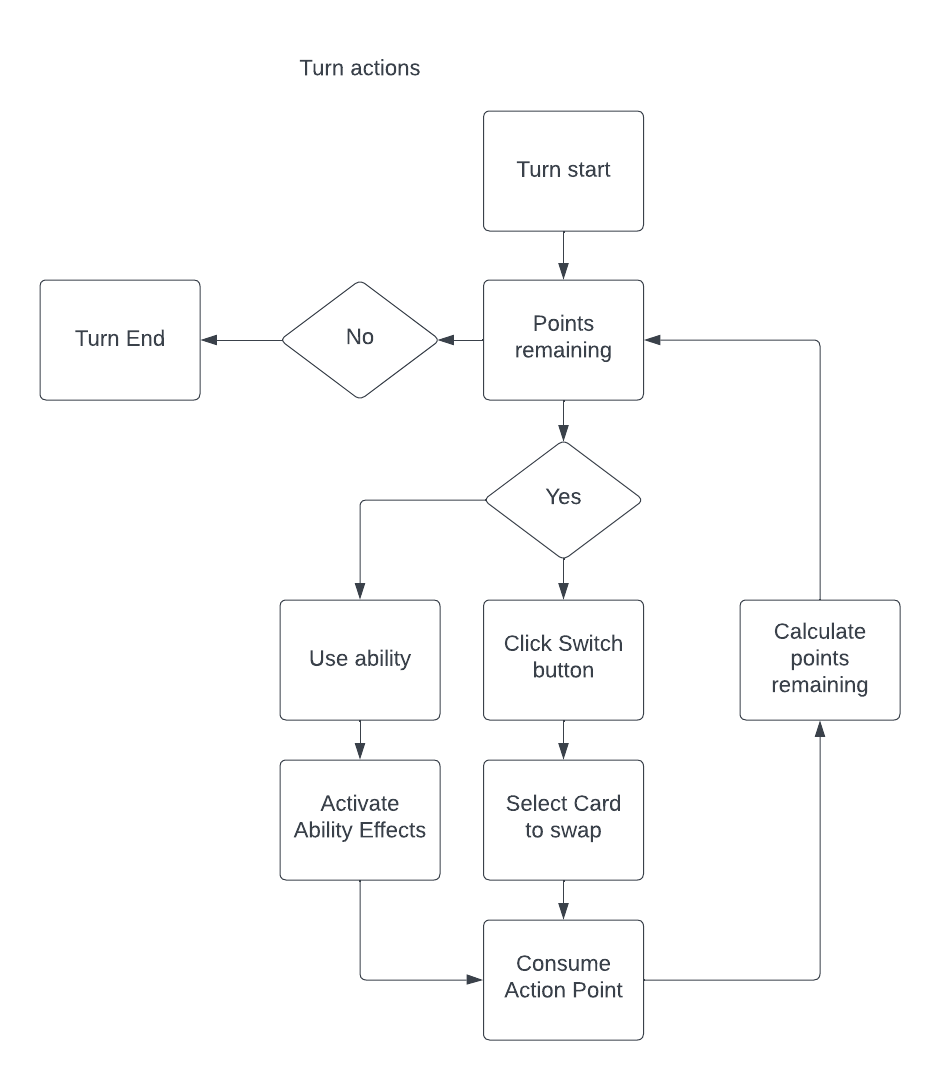 Turn actions
Turn start
Turn End
No
Points
remaining
Yes
Use ability
Click Switch
button
Calculate
points
remaining
Activate
Ability Effects
Select Card
to swap
Consume
Action Point